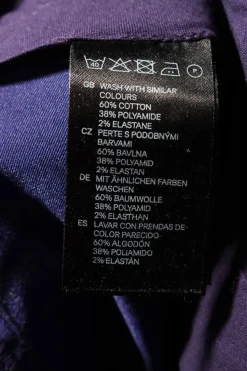 40 P
GB WASH WITH SIMILAR
COLOURS
60% COTTON
38% POLYAMIDE
2% ELASTANE
CZ PERTE S PODOBNÝMI
BARVAMI
60% BAVLNA
38% POLYAMID
2% ELASTAN
DE MIT ÄHNLICHEN FARBEN
WASCHEN
60% BAUMWOLLE
38% POLYAMID
2% ELASTHAN
ES LAVAR CON PRENDAS DE
COLOR PARECIDO
60% ALGODÓN
38% POLIAMIDO
2% ELASTÁN